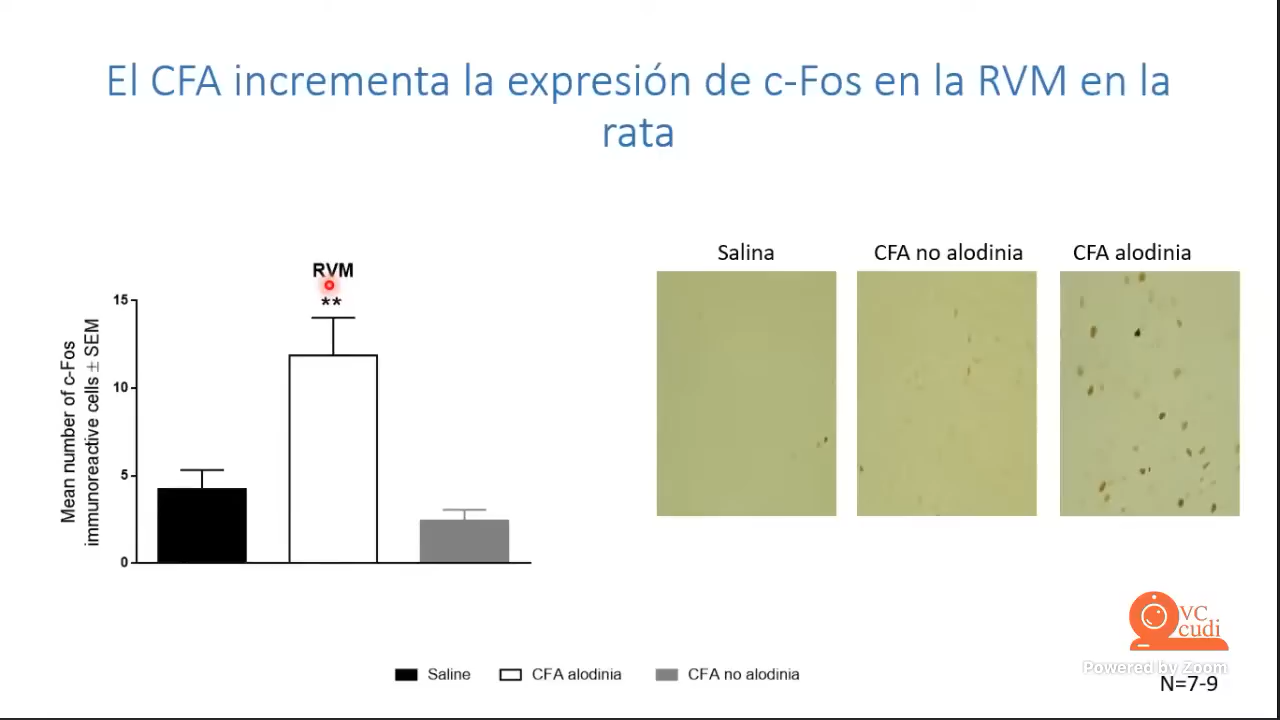 El CFA incrementa la expresión de c-Fos en la RVM en la
rata
RVM
**
Mean number of c-Fos
immunoreactive cells ± SEM
15
10
5
0
Saline
CFA alodinia
CFA no alodinia
Salina
CFA no alodinia
CFA alodinia
VC
cudi
Powered by Zoom
N=7-9